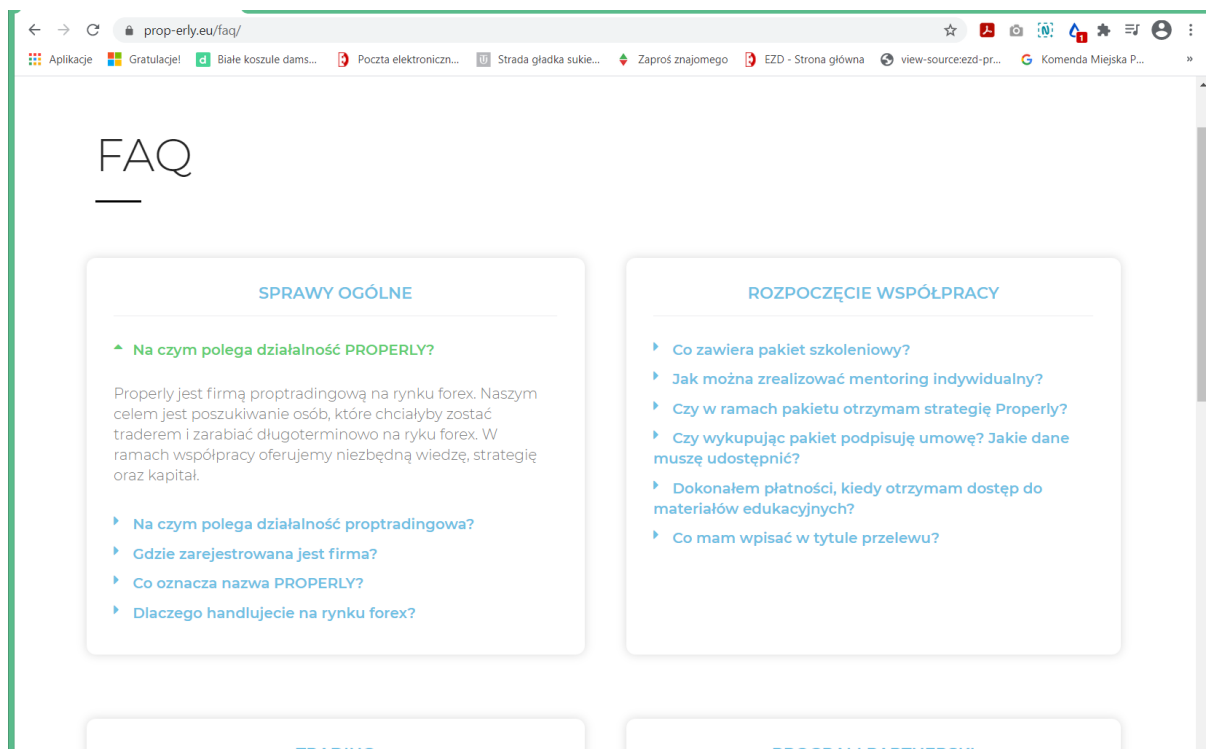 prop-erly.eu/faq/
1
Aplikacje
Gratulacje!
Białe koszule dams...
Poczta elektroniczn...
Strada gładka sukie...
Zaproś znajomego
EZD - Strona główna
view-source:ezd-pr...
Komenda Miejska P...
»
FAQ
SPRAWY OGÓLNE
Na czym polega działalność PROPERLY?
Properly jest firmą proptradingową na rynku forex. Naszym
celem jest poszukiwanie osób, które chciałyby zostać
traderem i zarabiać długoterminowo na ryku forex. W
ramach współpracy oferujemy niezbędną wiedzę, strategię
oraz kapitał.
Na czym polega działalność proptradingowa?
Gdzie zarejestrowana jest firma?
Co oznacza nazwa PROPERLY?
Dlaczego handlujecie na rynku forex?
ROZPOCZĘCIE WSPÓŁPRACY
Co zawiera pakiet szkoleniowy?
Jak można zrealizować mentoring indywidualny?
Czy w ramach pakietu otrzymam strategię Properly?
Czy wykupując pakiet podpisuję umowę? Jakie dane
muszę udostępnić?
Dokonałem płatności, kiedy otrzymam dostęp do
materiałów edukacyjnych?
Co mam wpisać w tytule przelewu?